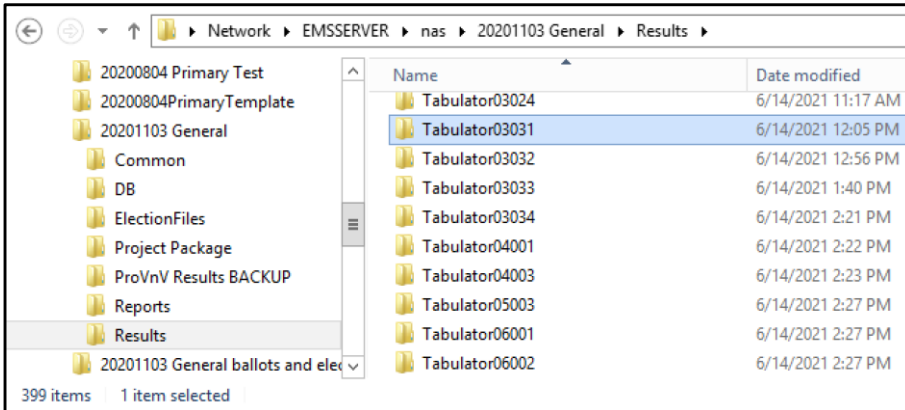 Network EMSSERVER nas 20201103 General Results
20200804 Primary Test
20200804PrimaryTemplate
20201103 General
Common
DB
ElectionFiles
Project Package
ProVnV Results BACKUP
Reports
Results
20201103 General ballots and elec
Name Date modified
Tabulator03024 6/14/2021 11:17 AM
Tabulator03031 6/14/2021 12:05 PM
Tabulator03032 6/14/2021 12:56 PM
Tabulator03033 6/14/2021 1:40 PM
Tabulator03034 6/14/2021 2:21 PM
Tabulator04001 6/14/2021 2:22 PM
Tabulator04003 6/14/2021 2:23 PM
Tabulator05003 6/14/2021 2:27 PM
Tabulator06001 6/14/2021 2:27 PM
Tabulator06002 6/14/2021 2:27 PM
399 items 1 item selected